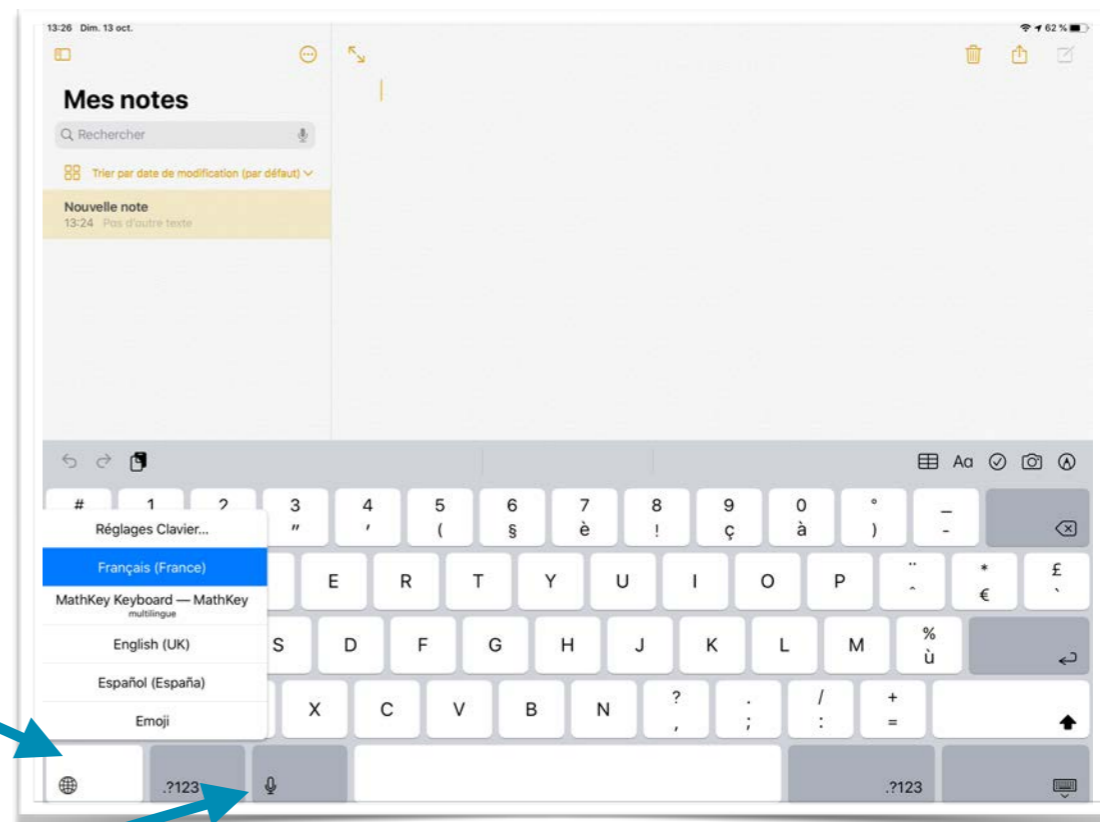 13:26 Dim. 13 oct.
62 %
Mes notes
Rechercher
Trier par date de modification (par défaut)
Nouvelle note
13:24 Pas d'autre texte
Aa
# 1 2 3 4 5 6 7 8 9 0 ° _
" ' ( § è ! ç à ) -
Réglages Clavier...
Français (France)
MathKey Keyboard — MathKey
multilingue
English (UK)
Español (España)
Emoji
E R T Y U I O P ¨ ^ * € £ `
S D F G H J K L M % ù
X C V B N ? , . ; / : + =
.?123 .?123